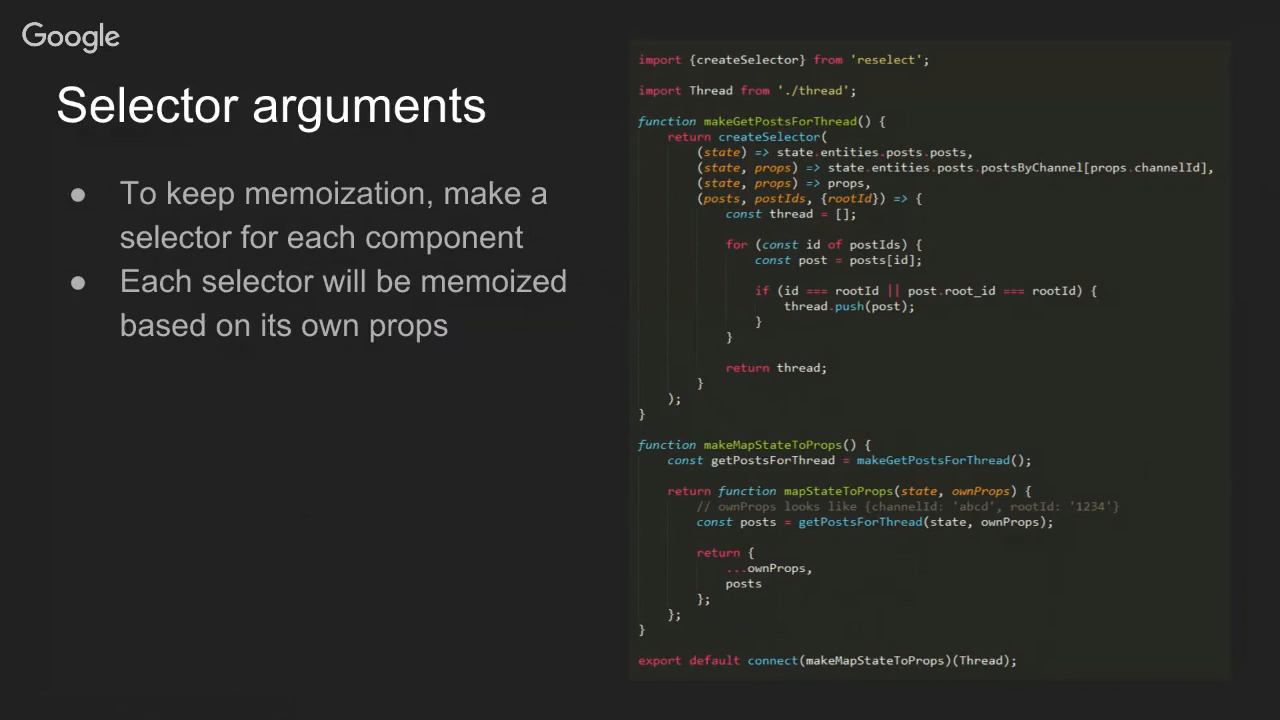 Google
Selector arguments
● To keep memoization, make a
selector for each component
● Each selector will be memoized
based on its own props
import {createSelector} from 'reselect';
import Thread from './thread';
function makeGetPostsForThread() {
    return createSelector(
        (state) => state.entities.posts.posts,
        (state, props) => state.entities.posts.postsByChannel[props.channelId],
        (state, props) => props,
        (posts, postIds, {rootId}) => {
            const thread = [];
            for (const id of postIds) {
                const post = posts[id];
                if (id === rootId || post.root_id === rootId) {
                    thread.push(post);
                }
            }
            return thread;
        }
    );
}
function makeMapStateToProps() {
    const getPostsForThread = makeGetPostsForThread();
    return function mapStateToProps(state, ownProps) {
        // ownProps looks like {channelId: 'abcd', rootId: '1234'}
        const posts = getPostsForThread(state, ownProps);
        return {
            ...ownProps,
            posts
        };
    };
}
export default connect(makeMapStateToProps)(Thread);